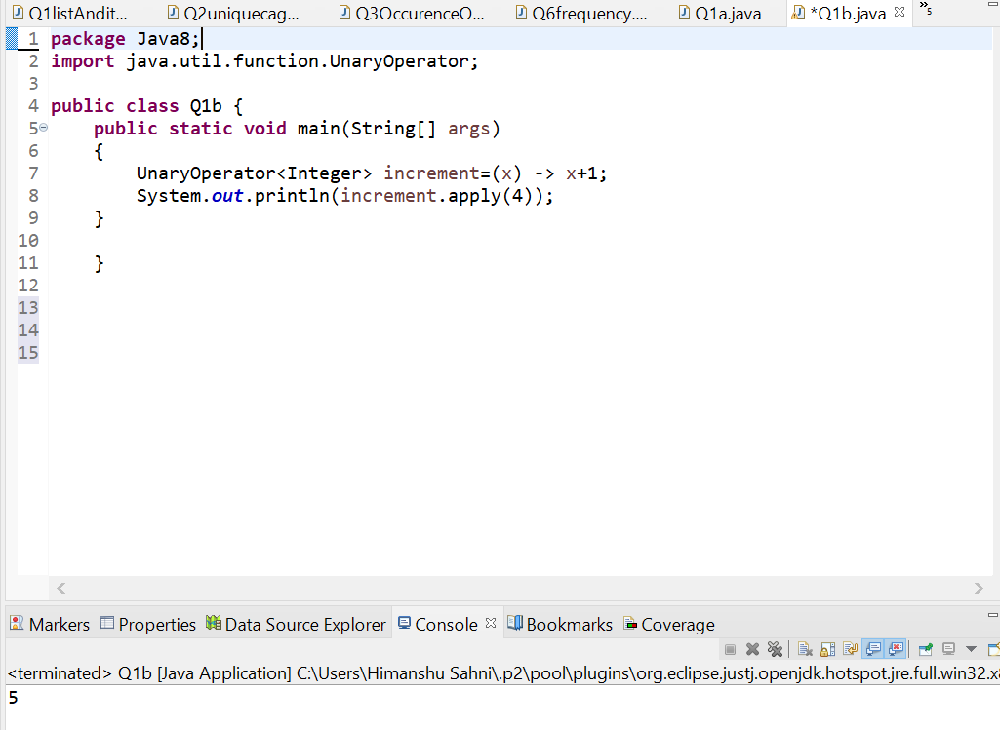 Q1listAndit... Q2uniquecag... Q3OccurenceO... Q6frequency.... Q1a.java *Q1b.java »5
1 package Java8;
2 import java.util.function.UnaryOperator;
3
4 public class Q1b {
5 public static void main(String[] args)
6 {
7 UnaryOperator<Integer> increment=(x) -> x+1;
8 System.out.println(increment.apply(4));
9 }
10
11 }
12
13
14
15
Markers Properties Data Source Explorer Console Bookmarks Coverage
<terminated> Q1b [Java Application] C:\Users\Himanshu Sahni\.p2\pool\plugins\org.eclipse.justj.openjdk.hotspot.jre.full.win32.x8
5